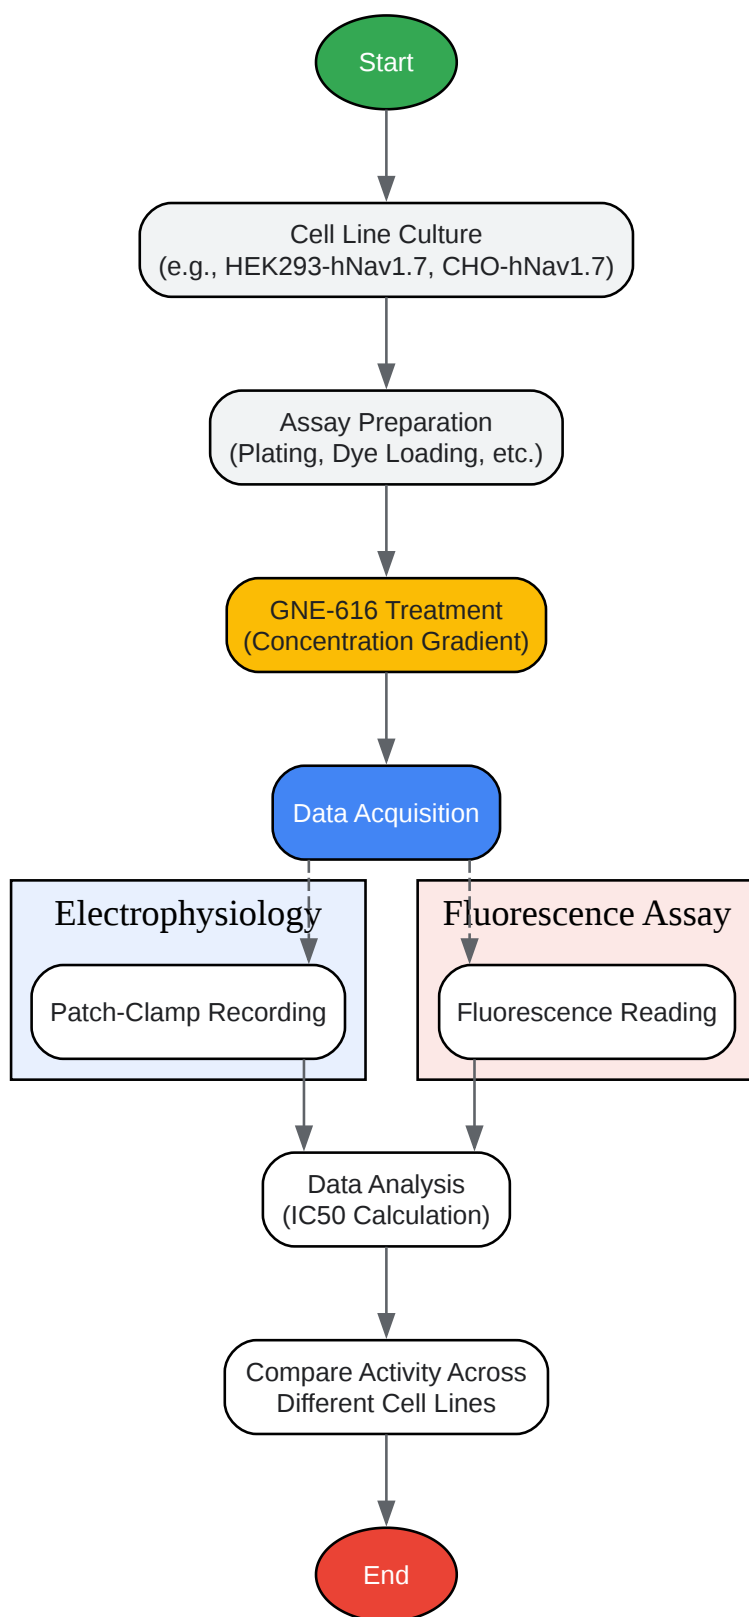 Start
Cell Line Culture
(e.g., HEK293-hNav1.7, CHO-hNav1.7)
Assay Preparation
(Plating, Dye Loading, etc.)
GNE-616 Treatment
(Concentration Gradient)
Data Acquisition
Electrophysiology
Fluorescence Assay
Patch-Clamp Recording
Fluorescence Reading
Data Analysis
(IC50 Calculation)
Compare Activity Across
Different Cell Lines
End